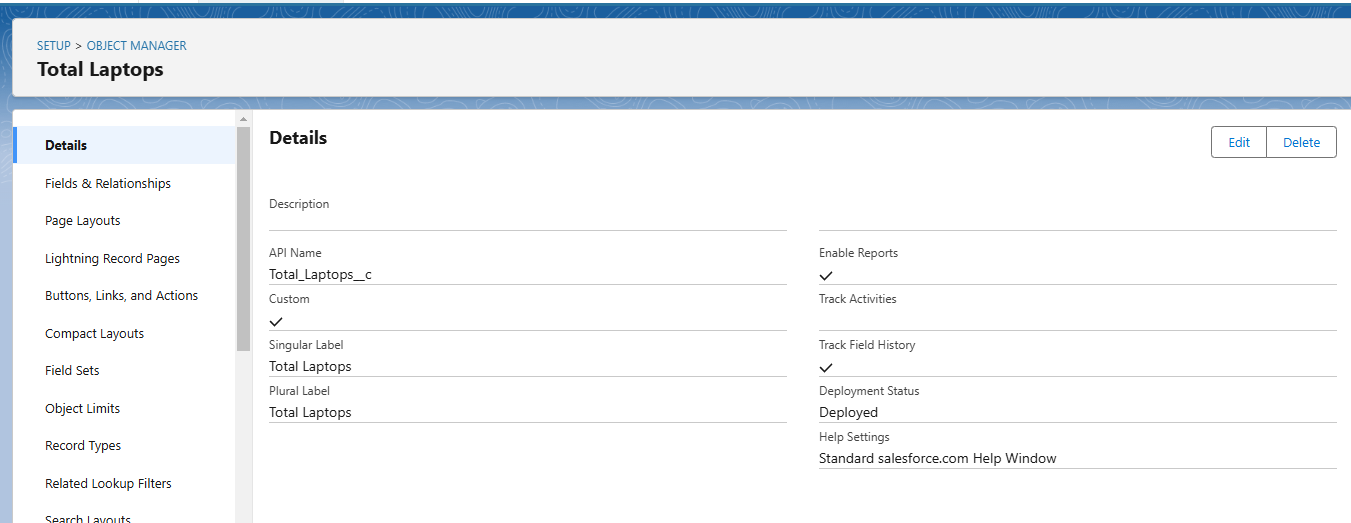 SETUP > OBJECT MANAGER
Total Laptops
Details
Fields & Relationships
Page Layouts
Lightning Record Pages
Buttons, Links, and Actions
Compact Layouts
Field Sets
Object Limits
Record Types
Related Lookup Filters
Search Layouts
Details
Edit
Delete
Description
API Name
Total_Laptops__c
Custom
Singular Label
Total Laptops
Plural Label
Total Laptops
Enable Reports
Track Activities
Track Field History
Deployment Status
Deployed
Help Settings
Standard salesforce.com Help Window